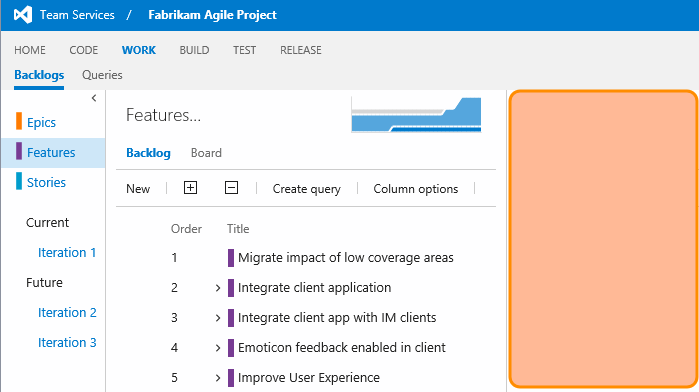 Team Services / Fabrikam Agile Project
HOME CODE WORK BUILD TEST RELEASE
Backlogs Queries
Epics
Features
Stories
Current
Iteration 1
Future
Iteration 2
Iteration 3
Features...
Backlog Board
New Create query Column options
Order Title
1 Migrate impact of low coverage areas
2 Integrate client application
3 Integrate client app with IM clients
4 Emoticon feedback enabled in client
5 Improve User Experience